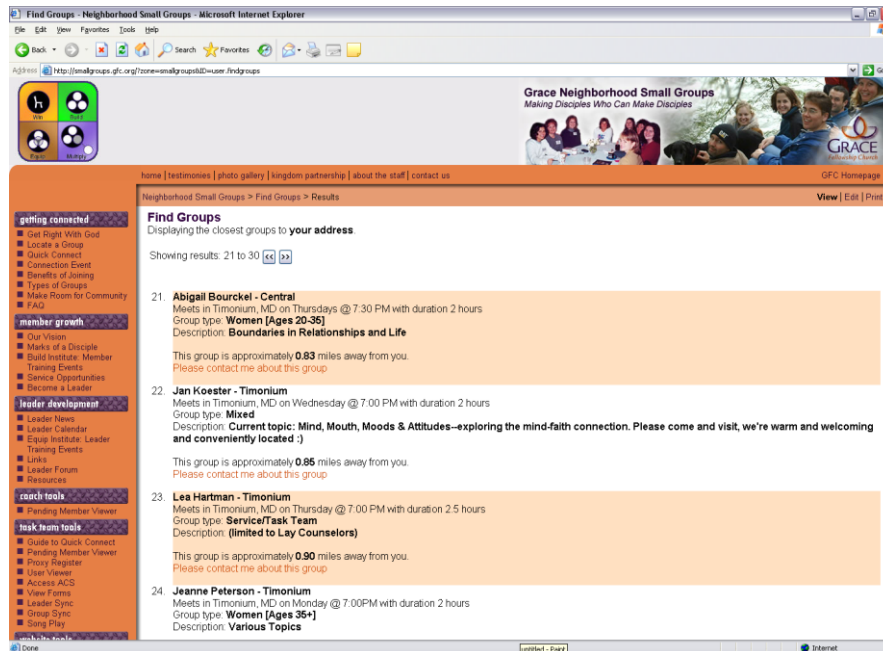 Find Groups - Neighborhood Small Groups - Microsoft Internet Explorer
File Edit View Favorites Tools Help
Back Search Favorites
Address http://smallgroups.gfc.org/?zone=smallgroups&ID=user.findgroups
Win Build
Equip Multiply
Grace Neighborhood Small Groups
Making Disciples Who Can Make Disciples
GRACE
Fellowship Church
home | testimonies | photo gallery | kingdom partnership | about the staff | contact us GFC Homepage
Neighborhood Small Groups > Find Groups > Results View | Edit | Print
getting connected
Get Right With God
Locate a Group
Quick Connect
Connection Event
Benefits of Joining
Types of Groups
Make Room for Community
FAQ
member growth
Our Vision
Marks of a Disciple
Build Institute: Member
Training Events
Service Opportunities
Become a Leader
leader development
Leader News
Leader Calendar
Equip Institute: Leader
Training Events
Links
Leader Forum
Resources
coach tools
Pending Member Viewer
task team tools
Guide to Quick Connect
Pending Member Viewer
Proxy Register
User Viewer
Access ACS
View Forms
Leader Sync
Group Sync
Song Play
website tools
Find Groups
Displaying the closest groups to your address.
Showing results: 21 to 30 << >>
21. Abigail Bourckel - Central
Meets in Timonium, MD on Thursdays @ 7:30 PM with duration 2 hours
Group type: Women [Ages 20-35]
Description: Boundaries in Relationships and Life
This group is approximately 0.83 miles away from you.
Please contact me about this group
22. Jan Koester - Timonium
Meets in Timonium, MD on Wednesday @ 7:00 PM with duration 2 hours
Group type: Mixed
Description: Current topic: Mind, Mouth, Moods & Attitudes--exploring the mind-faith connection. Please come and visit, we're warm and welcoming
and conveniently located :)
This group is approximately 0.85 miles away from you.
Please contact me about this group
23. Lea Hartman - Timonium
Meets in Timonium, MD on Thursday @ 7:00 PM with duration 2.5 hours
Group type: Service/Task Team
Description: (limited to Lay Counselors)
This group is approximately 0.90 miles away from you.
Please contact me about this group
24. Jeanne Peterson - Timonium
Meets in Timonium, MD on Monday @ 7:00PM with duration 2 hours
Group type: Women [Ages 35+]
Description: Various Topics
Done untitled - Paint Internet